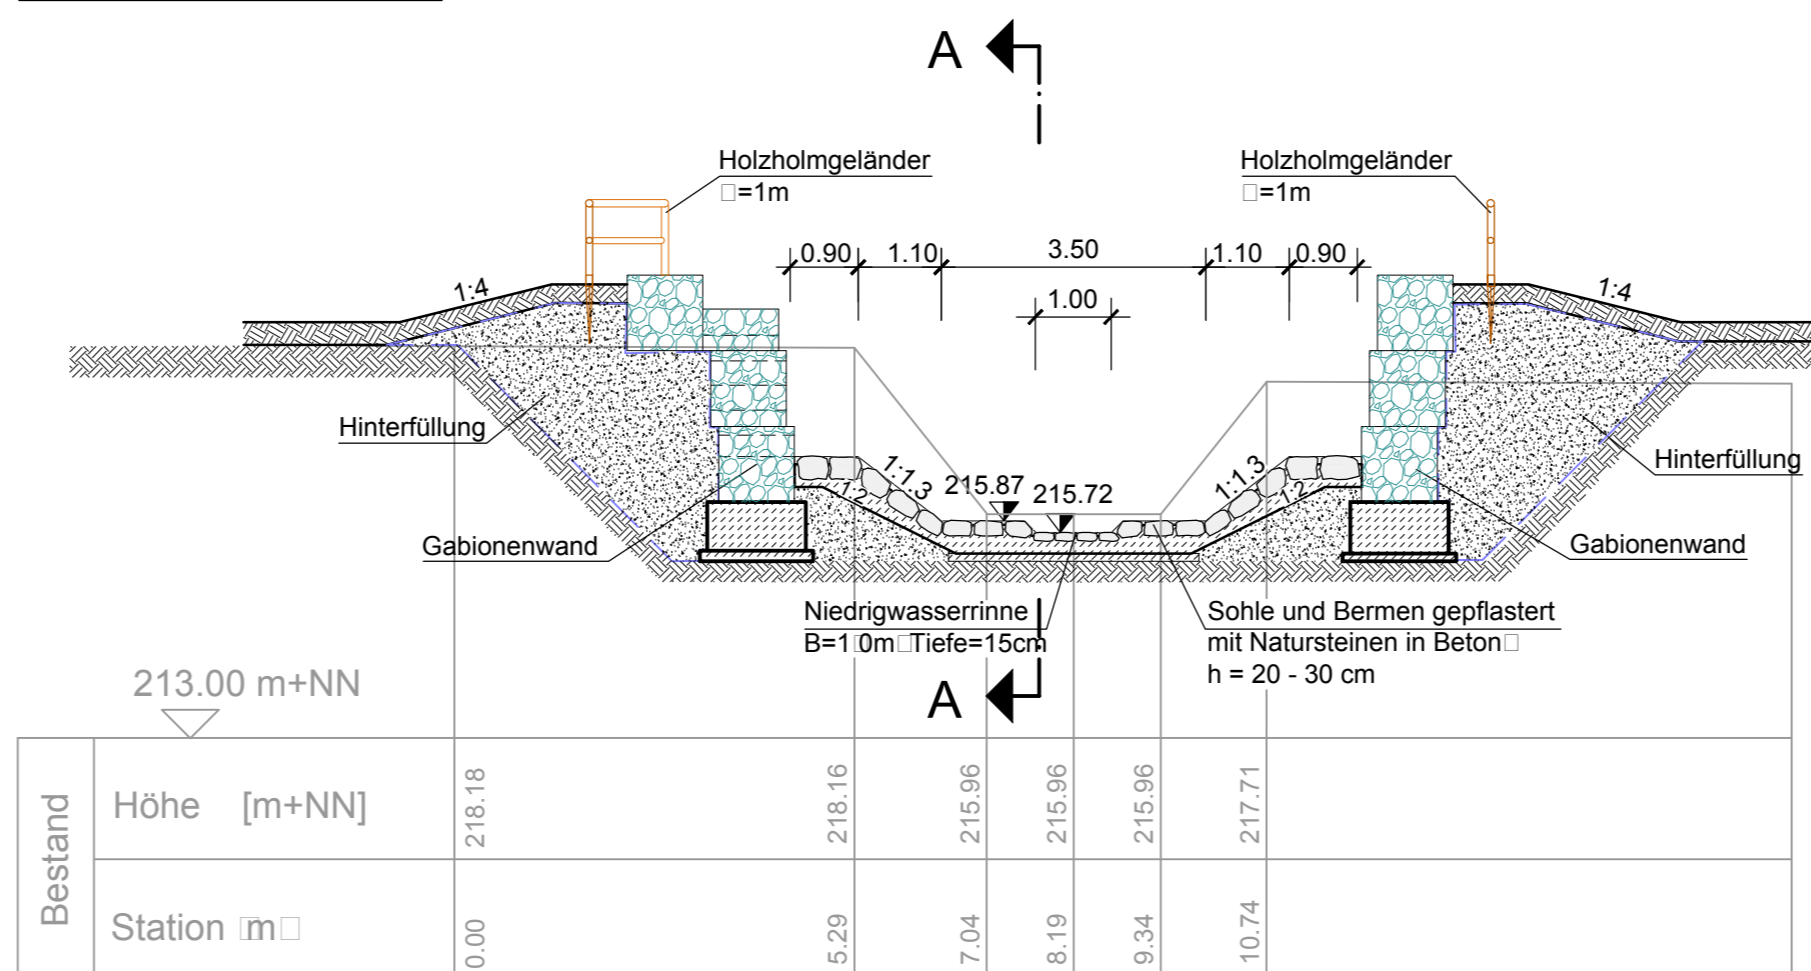 A
Holzholmgeländer
□=1m
Holzholmgeländer
□=1m
0.90
1.10
3.50
1.10
0.90
1.00
1:4
1:4
Hinterfüllung
1:1.3
1:2
215.87
215.72
1:1.3
1:2
Hinterfüllung
Gabionenwand
Gabionenwand
Niedrigwasserrinne
B=1□0m□Tiefe=15cm
Sohle und Bermen gepflastert
mit Natursteinen in Beton□
h = 20 - 30 cm
A
213.00 m+NN
Bestand
Höhe [m+NN]
218.18
218.16
215.96
215.96
215.96
217.71
Station □m□
0.00
5.29
7.04
8.19
9.34
10.74